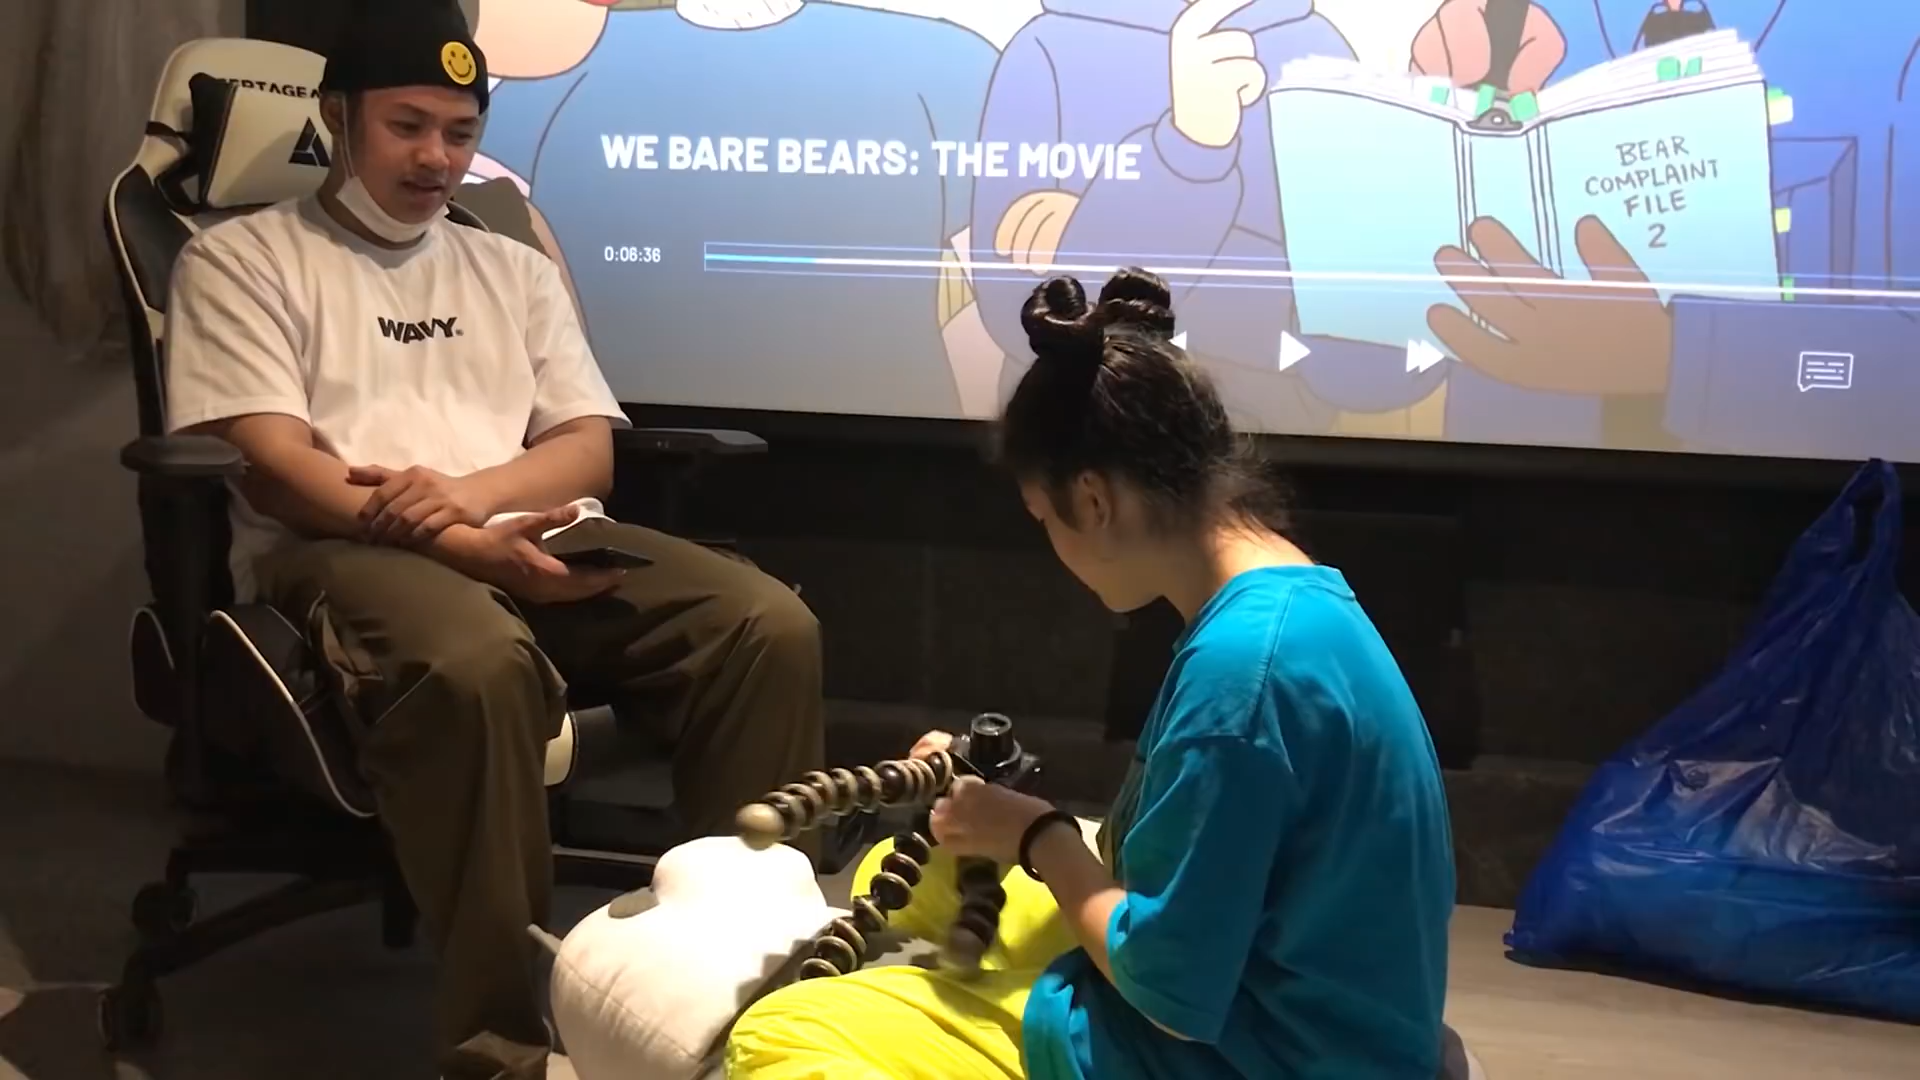 WE BARE BEARS: THE MOVIE
0:06:36
BEAR
COMPLAINT
FILE
2
WAVY